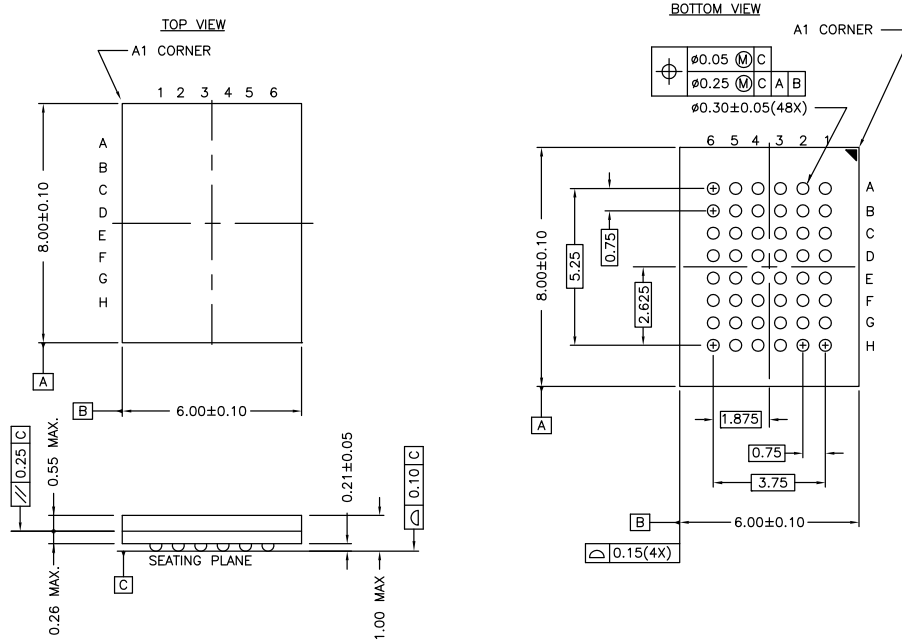 TOP VIEW
A1 CORNER
1 2 3 4 5 6
A
B
C
D
E
F
G
H
8.00±0.10
A
B
6.00±0.10
// 0.25 C
0.55 MAX.
0.21±0.05
0.10 C
SEATING PLANE
C
0.26 MAX.
1.00 MAX
BOTTOM VIEW
A1 CORNER
ø0.05 Ⓜ C
ø0.25 Ⓜ C A B
ø0.30±0.05(48X)
6 5 4 3 2 1
A
B
C
D
E
F
G
H
8.00±0.10
5.25
0.75
2.625
A
1.875
0.75
3.75
B
6.00±0.10
0.15(4X)